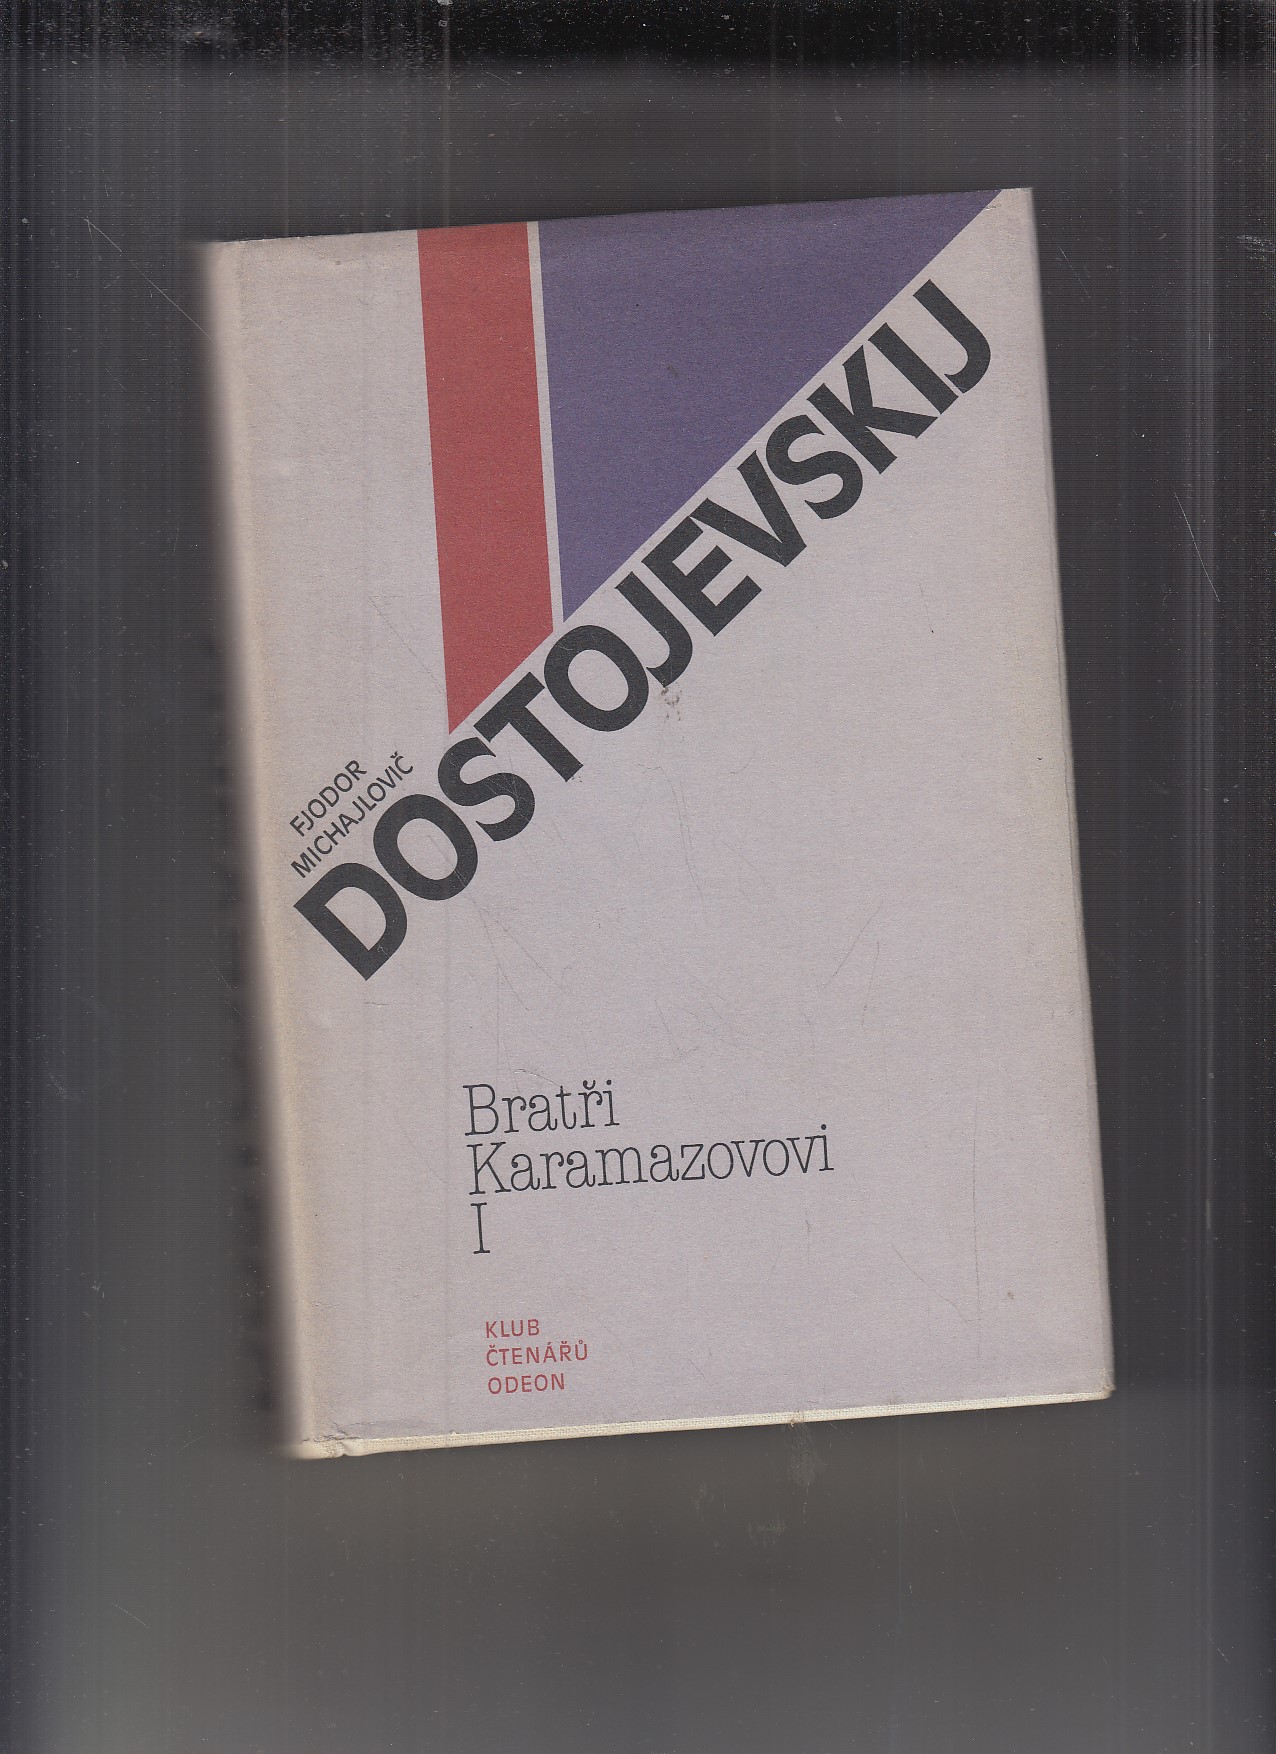 FJODOR
MICHAJLOVIČ
DOSTOJEVSKIJ
Bratři
Karamazovovi
I
KLUB
ČTENÁŘŮ
ODEON